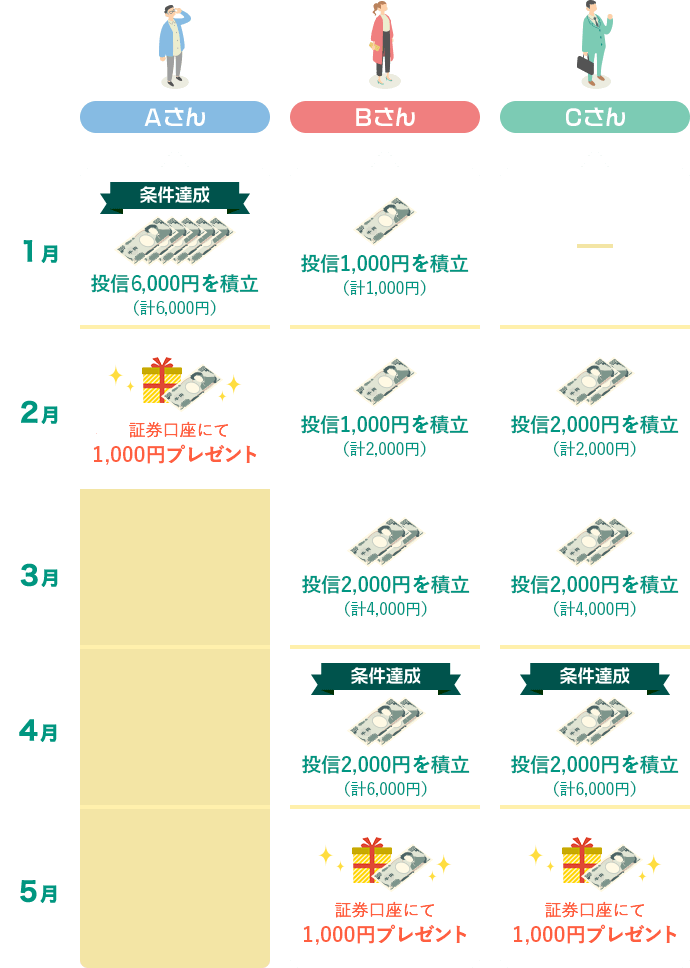 Aさん
Bさん
Cさん
1月
条件達成
投信6,000円を積立
（計6,000円）
投信1,000円を積立
（計1,000円）
2月
証券口座にて
1,000円プレゼント
投信1,000円を積立
（計2,000円）
投信2,000円を積立
（計2,000円）
3月
投信2,000円を積立
（計4,000円）
投信2,000円を積立
（計4,000円）
4月
条件達成
投信2,000円を積立
（計6,000円）
条件達成
投信2,000円を積立
（計6,000円）
5月
証券口座にて
1,000円プレゼント
証券口座にて
1,000円プレゼント